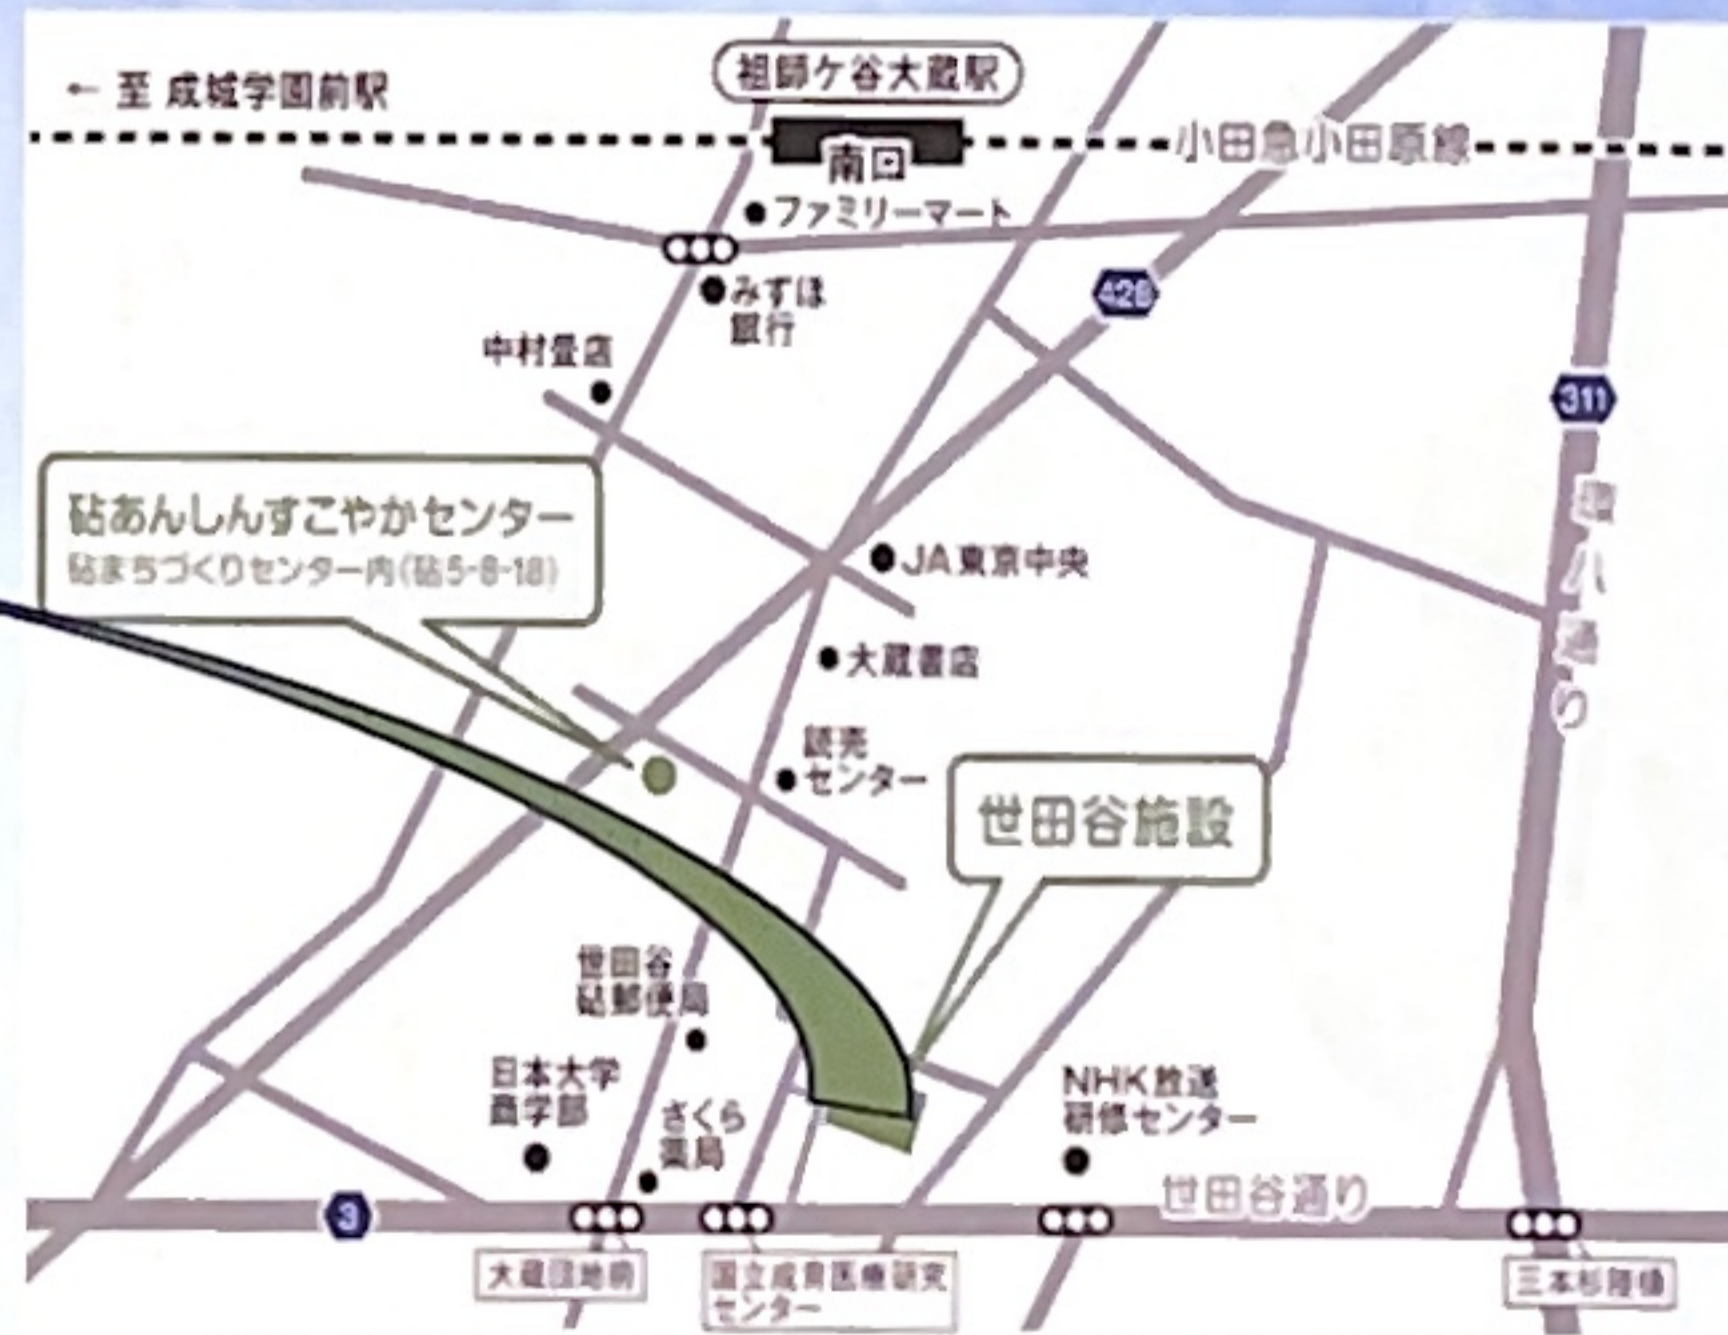 ← 至 成城学園前駅
祖師ケ谷大蔵駅
南口
小田急小田原線
ファミリーマート
みずほ
銀行
中村畳店
428
311
環八通り
砧あんしんすこやかセンター
砧まちづくりセンター内(砧5-8-18)
JA東京中央
大蔵書店
読売
センター
世田谷施設
世田谷
砧郵便局
日本大学
商学部
さくら
薬局
NHK放送
研修センター
世田谷通り
3
大蔵団地前
国立成育医療研究
センター
三本杉陸橋